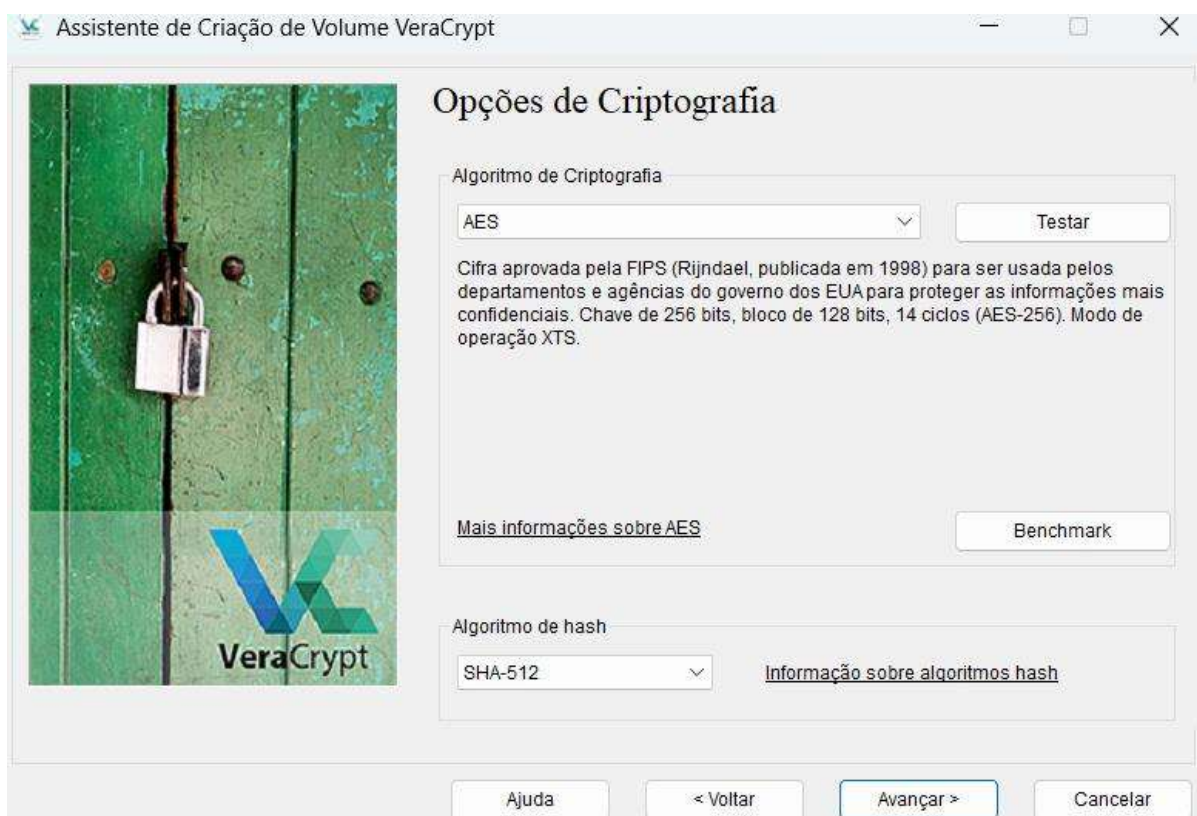 Assistente de Criação de Volume VeraCrypt
Opções de Criptografia
Algoritmo de Criptografia
AES
Testar
Cifra aprovada pela FIPS (Rijndael, publicada em 1998) para ser usada pelos
departamentos e agências do governo dos EUA para proteger as informações mais
confidenciais. Chave de 256 bits, bloco de 128 bits, 14 ciclos (AES-256). Modo de
operação XTS.
Mais informações sobre AES
Benchmark
VeraCrypt
Algoritmo de hash
SHA-512
Informação sobre algoritmos hash
Ajuda
< Voltar
Avançar >
Cancelar